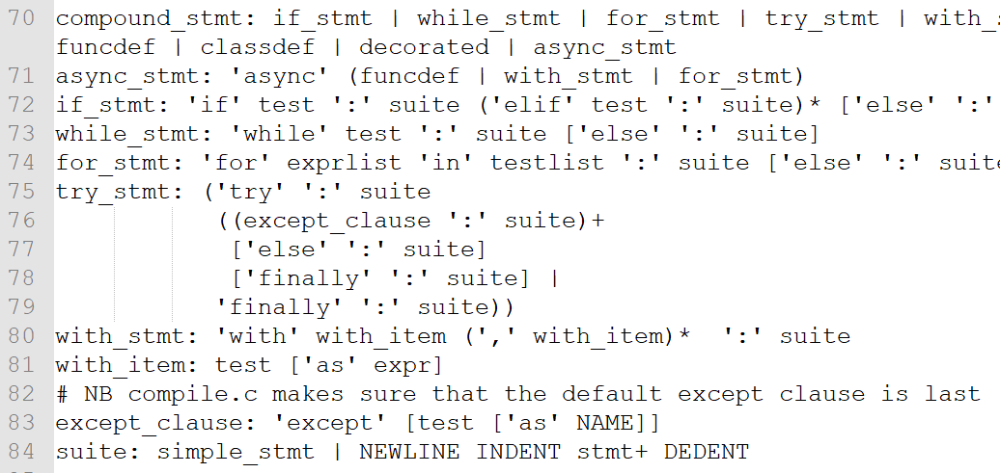 70 compound_stmt: if_stmt | while_stmt | for_stmt | try_stmt | with_
funcdef | classdef | decorated | async_stmt
71 async_stmt: 'async' (funcdef | with_stmt | for_stmt)
72 if_stmt: 'if' test ':' suite ('elif' test ':' suite)* ['else' ':'
73 while_stmt: 'while' test ':' suite ['else' ':' suite]
74 for_stmt: 'for' exprlist 'in' testlist ':' suite ['else' ':' suite
75 try_stmt: ('try' ':' suite
76 ((except_clause ':' suite)+
77 ['else' ':' suite]
78 ['finally' ':' suite] |
79 'finally' ':' suite))
80 with_stmt: 'with' with_item (',' with_item)*  ':' suite
81 with_item: test ['as' expr]
82 # NB compile.c makes sure that the default except clause is last
83 except_clause: 'except' [test ['as' NAME]]
84 suite: simple_stmt | NEWLINE INDENT stmt+ DEDENT